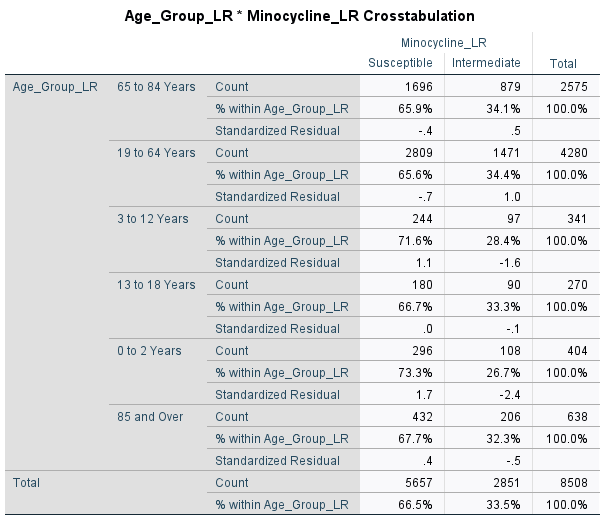 Age_Group_LR * Minocycline_LR Crosstabulation
Minocycline_LR
Susceptible Intermediate Total
Age_Group_LR 65 to 84 Years Count 1696 879 2575
% within Age_Group_LR 65.9% 34.1% 100.0%
Standardized Residual -.4 .5
19 to 64 Years Count 2809 1471 4280
% within Age_Group_LR 65.6% 34.4% 100.0%
Standardized Residual -.7 1.0
3 to 12 Years Count 244 97 341
% within Age_Group_LR 71.6% 28.4% 100.0%
Standardized Residual 1.1 -1.6
13 to 18 Years Count 180 90 270
% within Age_Group_LR 66.7% 33.3% 100.0%
Standardized Residual .0 -.1
0 to 2 Years Count 296 108 404
% within Age_Group_LR 73.3% 26.7% 100.0%
Standardized Residual 1.7 -2.4
85 and Over Count 432 206 638
% within Age_Group_LR 67.7% 32.3% 100.0%
Standardized Residual .4 -.5
Total Count 5657 2851 8508
% within Age_Group_LR 66.5% 33.5% 100.0%